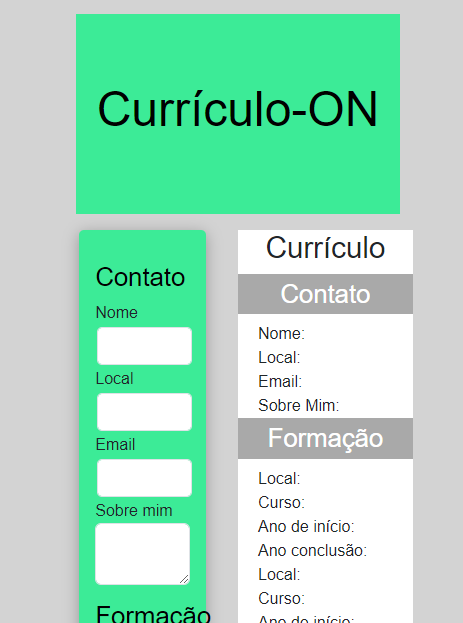 Currículo-ON
Contato
Nome
Local
Email
Sobre mim
Formação
Currículo
Contato
Nome:
Local:
Email:
Sobre Mim:
Formação
Local:
Curso:
Ano de início:
Ano conclusão:
Local:
Curso:
Ano de início: